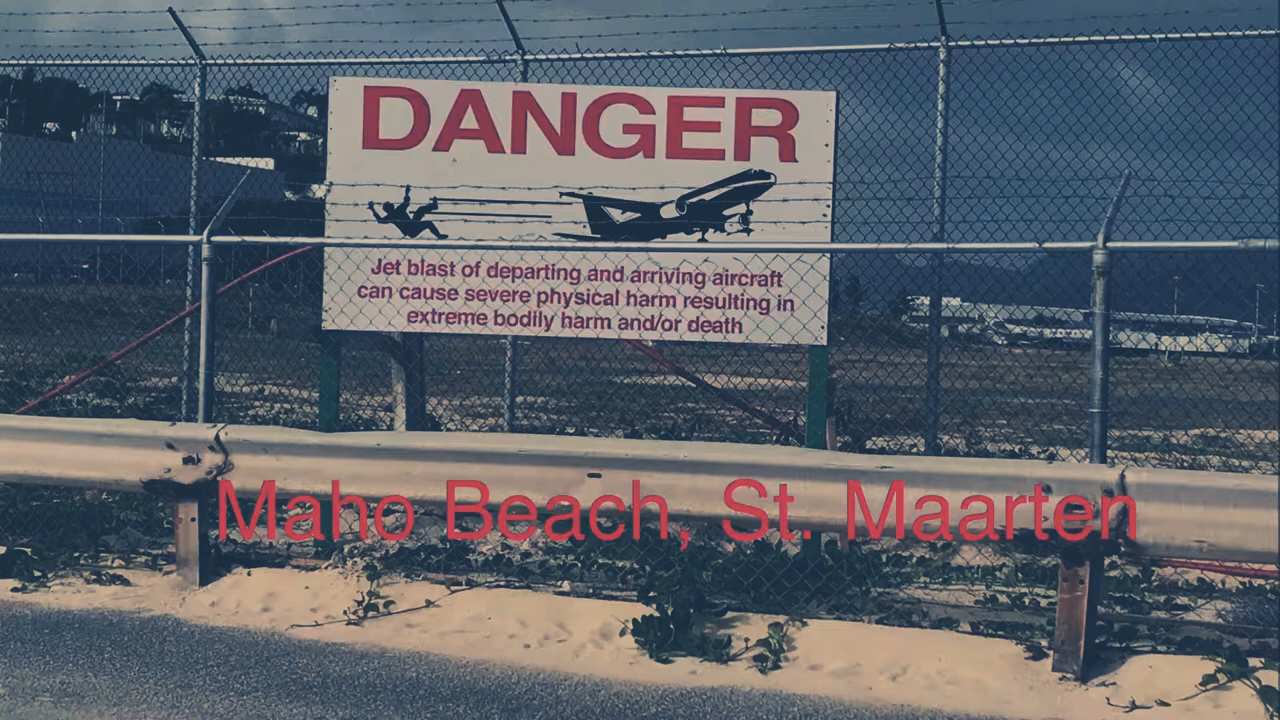 DANGER
Jet blast of departing and arriving aircraft
can cause severe physical harm resulting in
extreme bodily harm and/or death
Maho Beach, St. Maarten